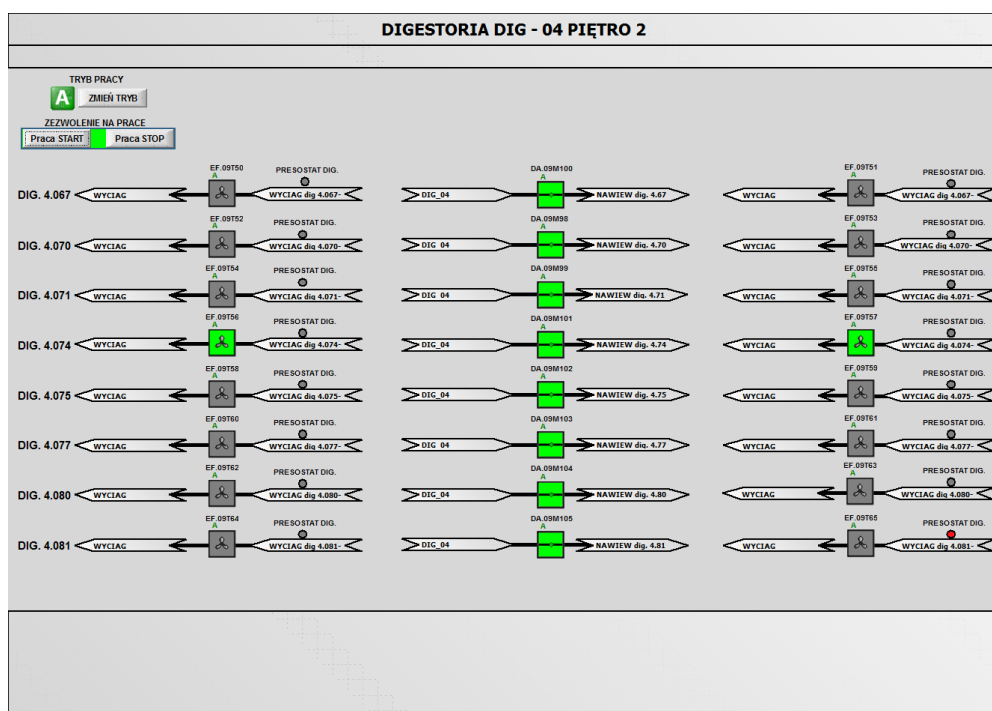 DIGESTORIA DIG - 04 PIĘTRO 2
TRYB PRACY
A ZMIEŃ TRYB
ZEZWOLENIE NA PRACE
Praca START Praca STOP
EF.09T50 PRESOSTAT DIG. DA.09M100 EF.09T51 PRESOSTAT DIG.
A A A
DIG. 4.067 WYCIAG WYCIAG dig 4.067- DIG_04 NAWIEW dig. 4.67 WYCIAG WYCIAG dig 4.067-
EF.09T52 PRESOSTAT DIG. DA.09M98 EF.09T53 PRESOSTAT DIG.
A A A
DIG. 4.070 WYCIAG WYCIAG dig 4.070- DIG_04 NAWIEW dig. 4.70 WYCIAG WYCIAG dig 4.070-
EF.09T54 PRESOSTAT DIG. DA.09M99 EF.09T55 PRESOSTAT DIG.
A A A
DIG. 4.071 WYCIAG WYCIAG dig 4.071- DIG_04 NAWIEW dig. 4.71 WYCIAG WYCIAG dig 4.071-
EF.09T56 PRESOSTAT DIG. DA.09M101 EF.09T57 PRESOSTAT DIG.
A A A
DIG. 4.074 WYCIAG WYCIAG dig 4.074- DIG_04 NAWIEW dig. 4.74 WYCIAG WYCIAG dig 4.074-
EF.09T58 PRESOSTAT DIG. DA.09M102 EF.09T59 PRESOSTAT DIG.
A A A
DIG. 4.075 WYCIAG WYCIAG dig 4.075- DIG_04 NAWIEW dig. 4.75 WYCIAG WYCIAG dig 4.075-
EF.09T60 PRESOSTAT DIG. DA.09M103 EF.09T61 PRESOSTAT DIG.
A A A
DIG. 4.077 WYCIAG WYCIAG dig 4.077- DIG_04 NAWIEW dig. 4.77 WYCIAG WYCIAG dig 4.077-
EF.09T62 PRESOSTAT DIG. DA.09M104 EF.09T63 PRESOSTAT DIG.
A A A
DIG. 4.080 WYCIAG WYCIAG dig 4.080- DIG_04 NAWIEW dig. 4.80 WYCIAG WYCIAG dig 4.080-
EF.09T64 PRESOSTAT DIG. DA.09M105 EF.09T65 PRESOSTAT DIG.
A A A
DIG. 4.081 WYCIAG WYCIAG dig 4.081- DIG_04 NAWIEW dig. 4.81 WYCIAG WYCIAG dig 4.081-